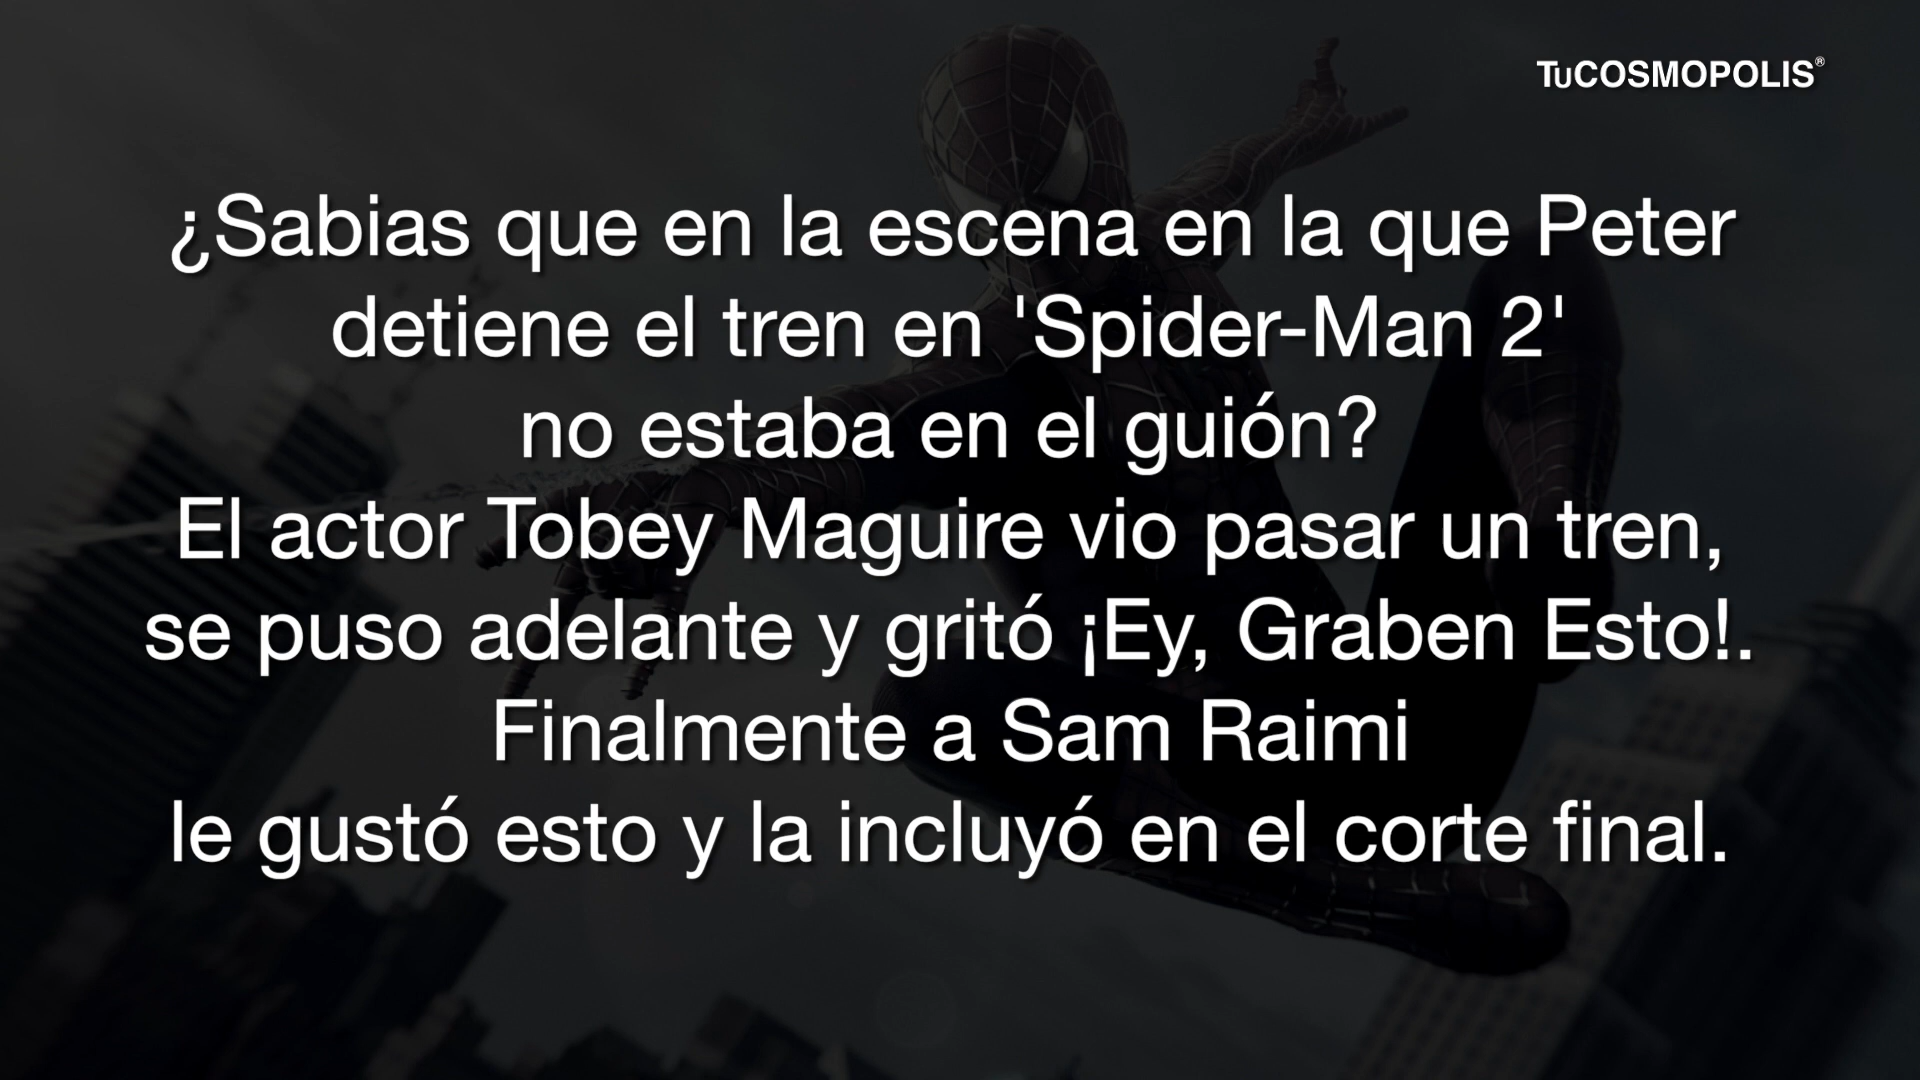 TuCOSMOPOLIS®
¿Sabias que en la escena en la que Peter
detiene el tren en 'Spider-Man 2'
no estaba en el guión?
El actor Tobey Maguire vio pasar un tren,
se puso adelante y gritó ¡Ey, Graben Esto!.
Finalmente a Sam Raimi
le gustó esto y la incluyó en el corte final.